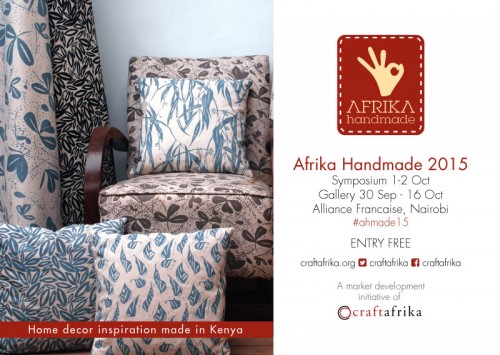 AFRIKA
handmade
Afrika Handmade 2015
Symposium 1-2 Oct
Gallery 30 Sep - 16 Oct
Alliance Francaise, Nairobi
#ahmade15
ENTRY FREE
craftafrika.org craftafrika craftafrika
A market development
initiative of
craftafrika
Home decor inspiration made in Kenya